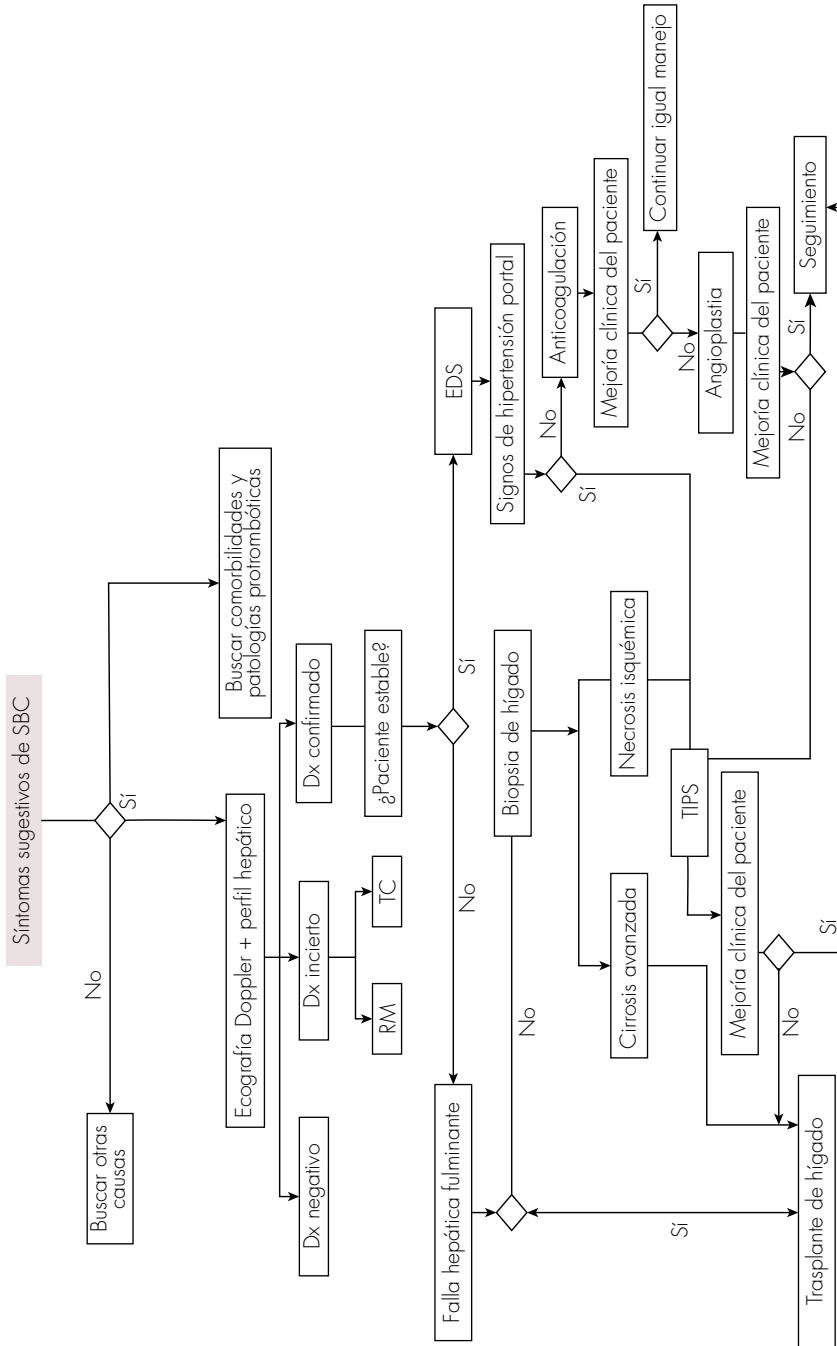 Síntomas sugestivos de SBC
No
Sí
Buscar otras
causas
Ecografía Doppler + perfil hepático
Buscar comorbilidades y
patologías protrombóticas
Dx negativo
Dx incierto
Dx confirmado
RM
TC
¿Paciente estable?
No
Sí
Falla hepática fulminante
EDS
No
Sí
Biopsia de hígado
Signos de hipertensión portal
No
Sí
Cirrosis avanzada
Necrosis isquémica
Anticoagulación
Mejoría clínica del paciente
Sí
No
Continuar igual manejo
TIPS
Angioplastia
Mejoría clínica del paciente
Mejoría clínica del paciente
No
Sí
No
Sí
Trasplante de hígado
Seguimiento